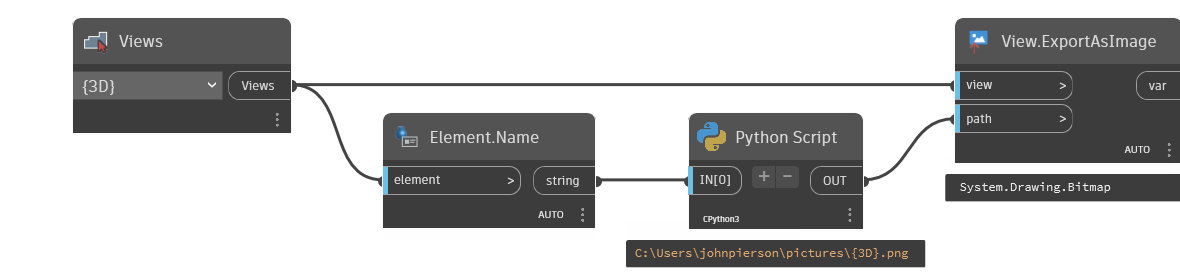 Views
{3D}
Views
Element.Name
element >
string
AUTO
Python Script
IN[0] + - OUT
CPython3
C:\Users\johnpierson\pictures\{3D}.png
View.ExportAsImage
view >
var
path >
AUTO
System.Drawing.Bitmap